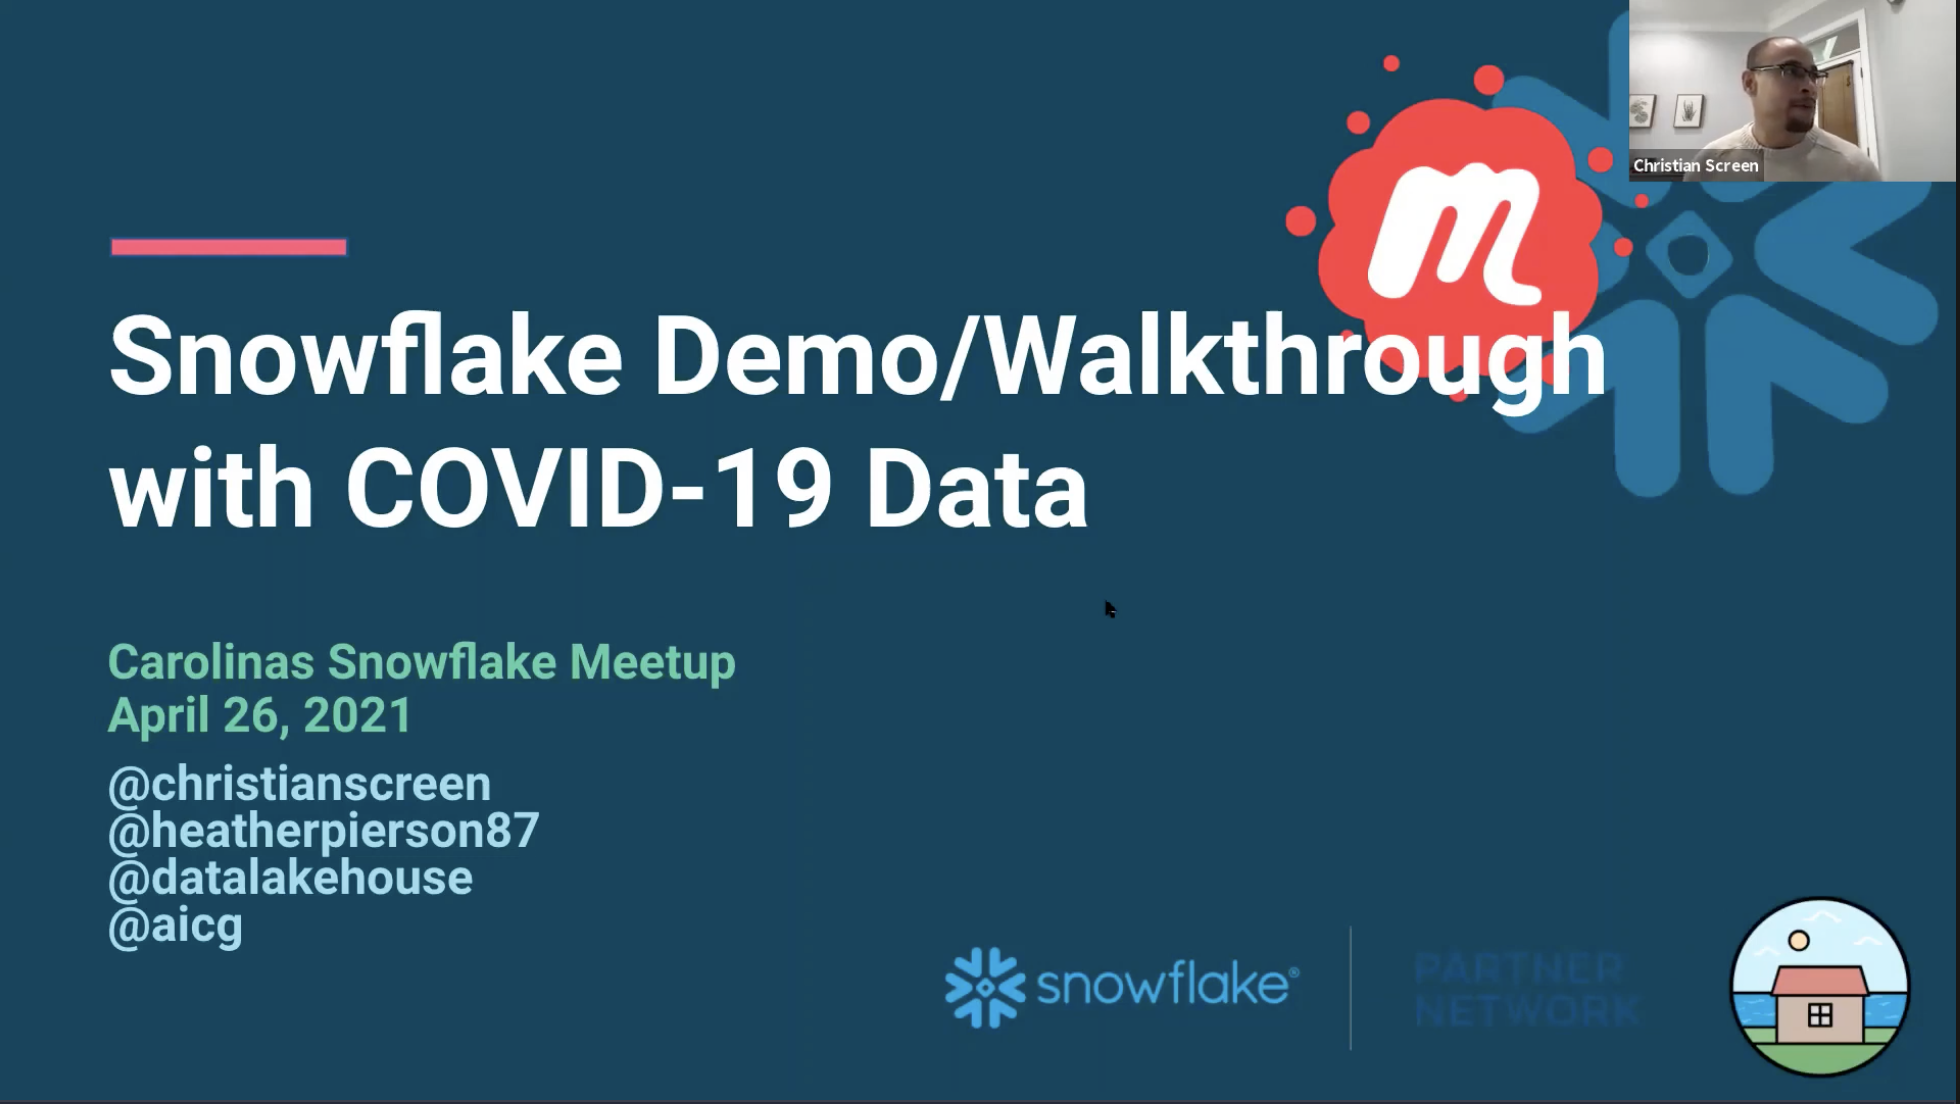 Christian Screen
m
Snowflake Demo/Walkthrough
with COVID-19 Data
Carolinas Snowflake Meetup
April 26, 2021
@christianscreen
@heatherpierson87
@datalakehouse
@aicg
snowflake®
PARTNER
NETWORK